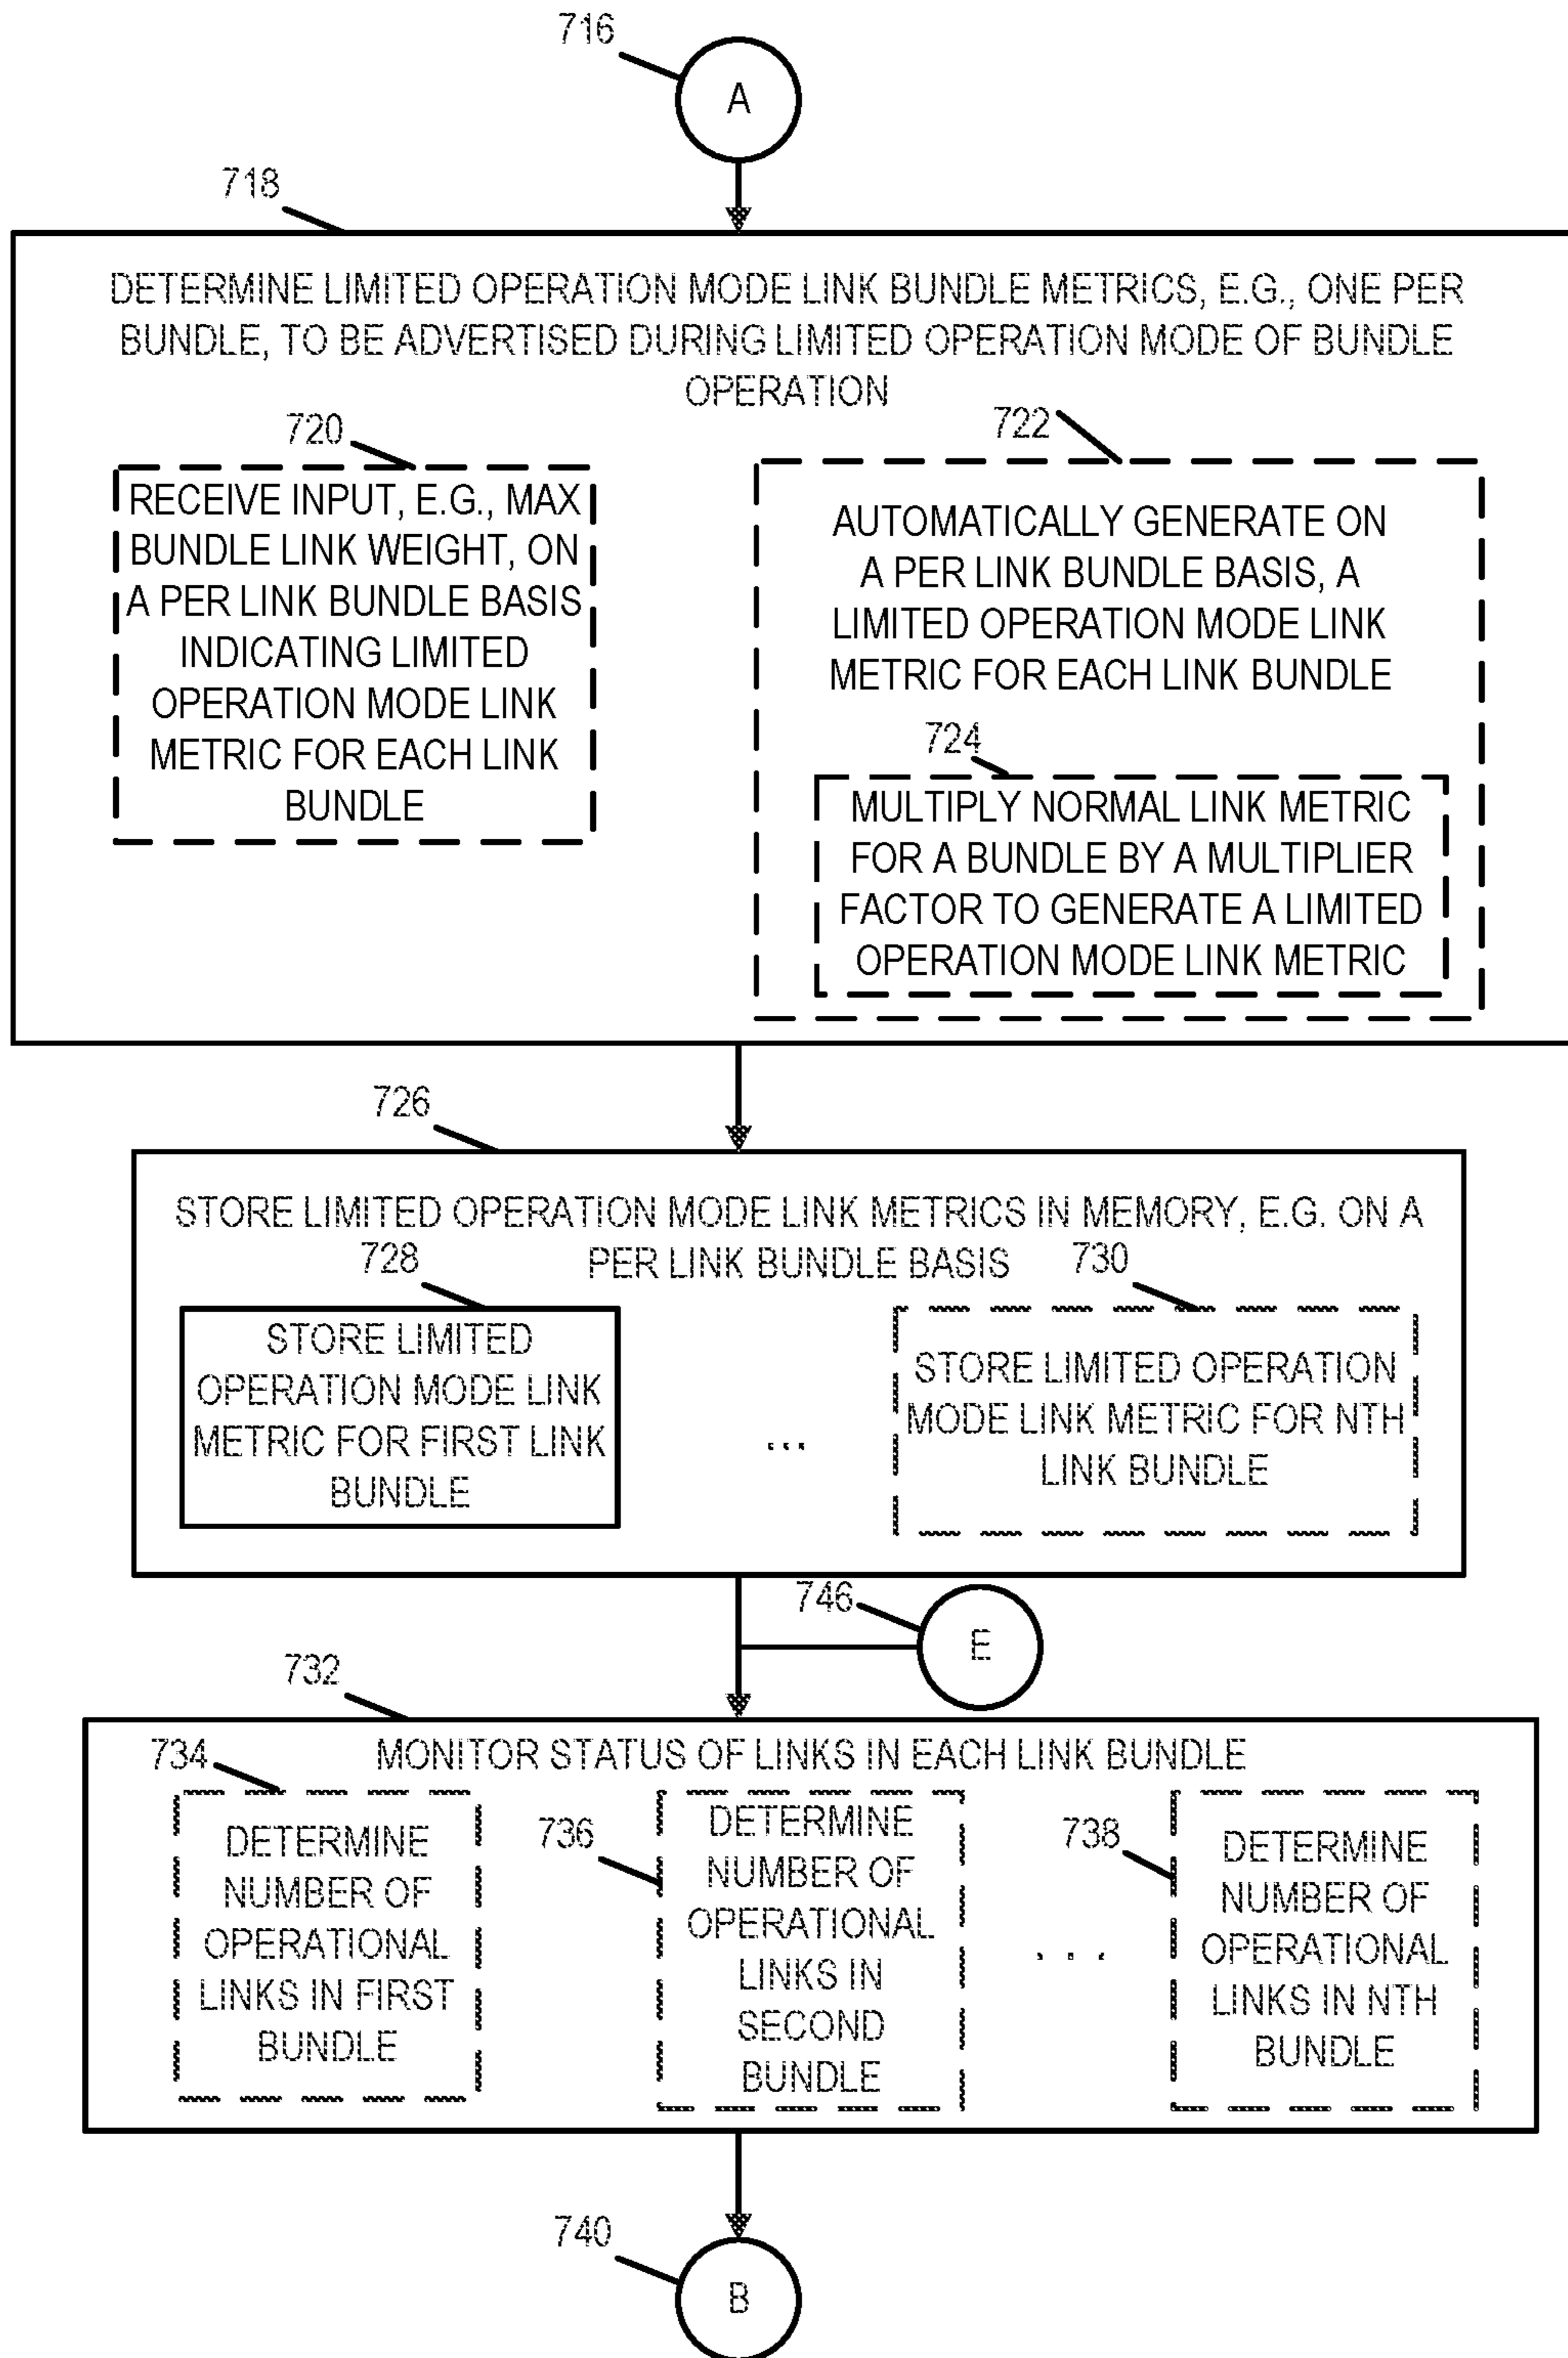 716
A
718
DETERMINE LIMITED OPERATION MODE LINK BUNDLE METRICS, E.G., ONE PER
BUNDLE, TO BE ADVERTISED DURING LIMITED OPERATION MODE OF BUNDLE
OPERATION
720
RECEIVE INPUT, E.G., MAX
BUNDLE LINK WEIGHT, ON
A PER LINK BUNDLE BASIS
INDICATING LIMITED
OPERATION MODE LINK
METRIC FOR EACH LINK
BUNDLE
722
AUTOMATICALLY GENERATE ON
A PER LINK BUNDLE BASIS, A
LIMITED OPERATION MODE LINK
METRIC FOR EACH LINK BUNDLE
724
MULTIPLY NORMAL LINK METRIC
FOR A BUNDLE BY A MULTIPLIER
FACTOR TO GENERATE A LIMITED
OPERATION MODE LINK METRIC
726
STORE LIMITED OPERATION MODE LINK METRICS IN MEMORY, E.G. ON A
PER LINK BUNDLE BASIS
728
STORE LIMITED
OPERATION MODE LINK
METRIC FOR FIRST LINK
BUNDLE
...
730
STORE LIMITED OPERATION
MODE LINK METRIC FOR NTH
LINK BUNDLE
746
E
732
MONITOR STATUS OF LINKS IN EACH LINK BUNDLE
734
DETERMINE
NUMBER OF
OPERATIONAL
LINKS IN FIRST
BUNDLE
736
DETERMINE
NUMBER OF
OPERATIONAL
LINKS IN
SECOND
BUNDLE
. . .
738
DETERMINE
NUMBER OF
OPERATIONAL
LINKS IN NTH
BUNDLE
740
B